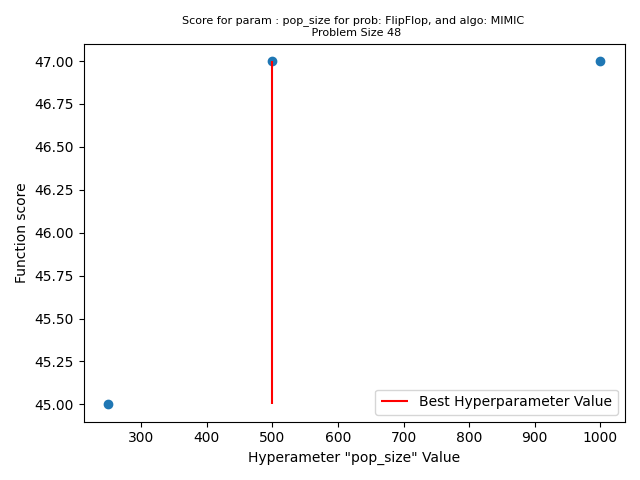 Score for param : pop_size for prob: FlipFlop, and algo: MIMIC
Problem Size 48
47.00
46.75
46.50
46.25
46.00
45.75
45.50
45.25
45.00
Function score
Best Hyperparameter Value
300 400 500 600 700 800 900 1000
Hyperameter "pop_size" Value